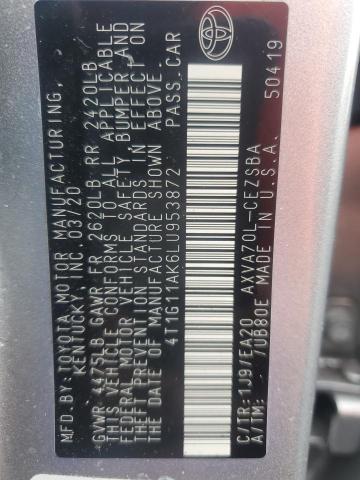 MFD.BY:TOYOTA MOTOR MANUFACTURING,
KENTUCKY, INC. 03/20
GVWR 4475LB GAWR FR 2620LB RR 2420LB
THIS VEHICLE CONFORMS TO ALL APPLICABLE
FEDERAL MOTOR VEHICLE SAFETY BUMPER, AND
THEFT PREVENTION STANDARDS IN EFFECT ON
THE DATE OF MANUFACTURE SHOWN ABOVE.
4T1G11AK6LU953872 PASS.CAR
C/TR:1J9/EA20 AXVA70L-CEZSBA
A/TM: -/UB80E MADE IN U.S.A. 50419